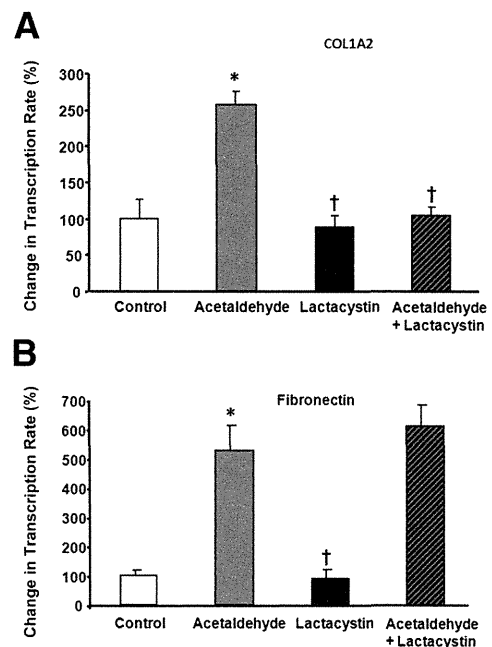 A
COL1A2
Change in Transcription Rate (%)
300
250
200
150
100
50
0
*
†
†
Control Acetaldehyde Lactacystin Acetaldehyde
+ Lactacystin
B
Fibronectin
Change in Transcription Rate (%)
700
600
500
400
300
200
100
0
*
†
Control Acetaldehyde Lactacystin Acetaldehyde
+ Lactacystin